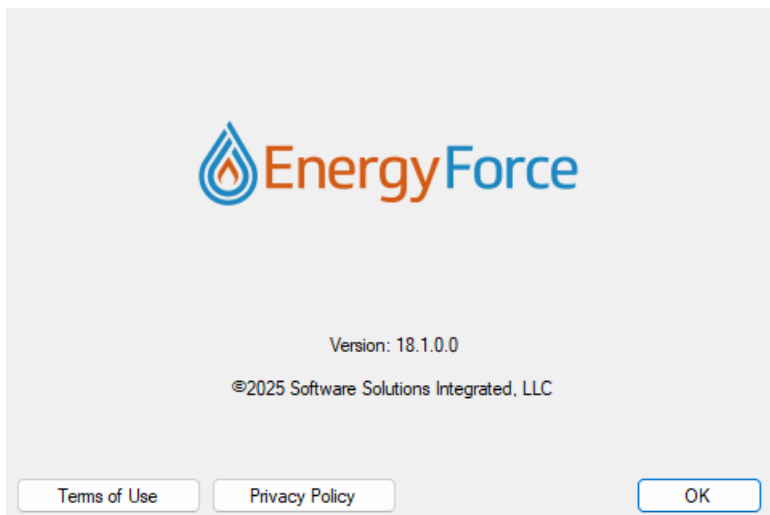 EnergyForce
Version: 18.1.0.0
©2025 Software Solutions Integrated, LLC
Terms of Use
Privacy Policy
OK